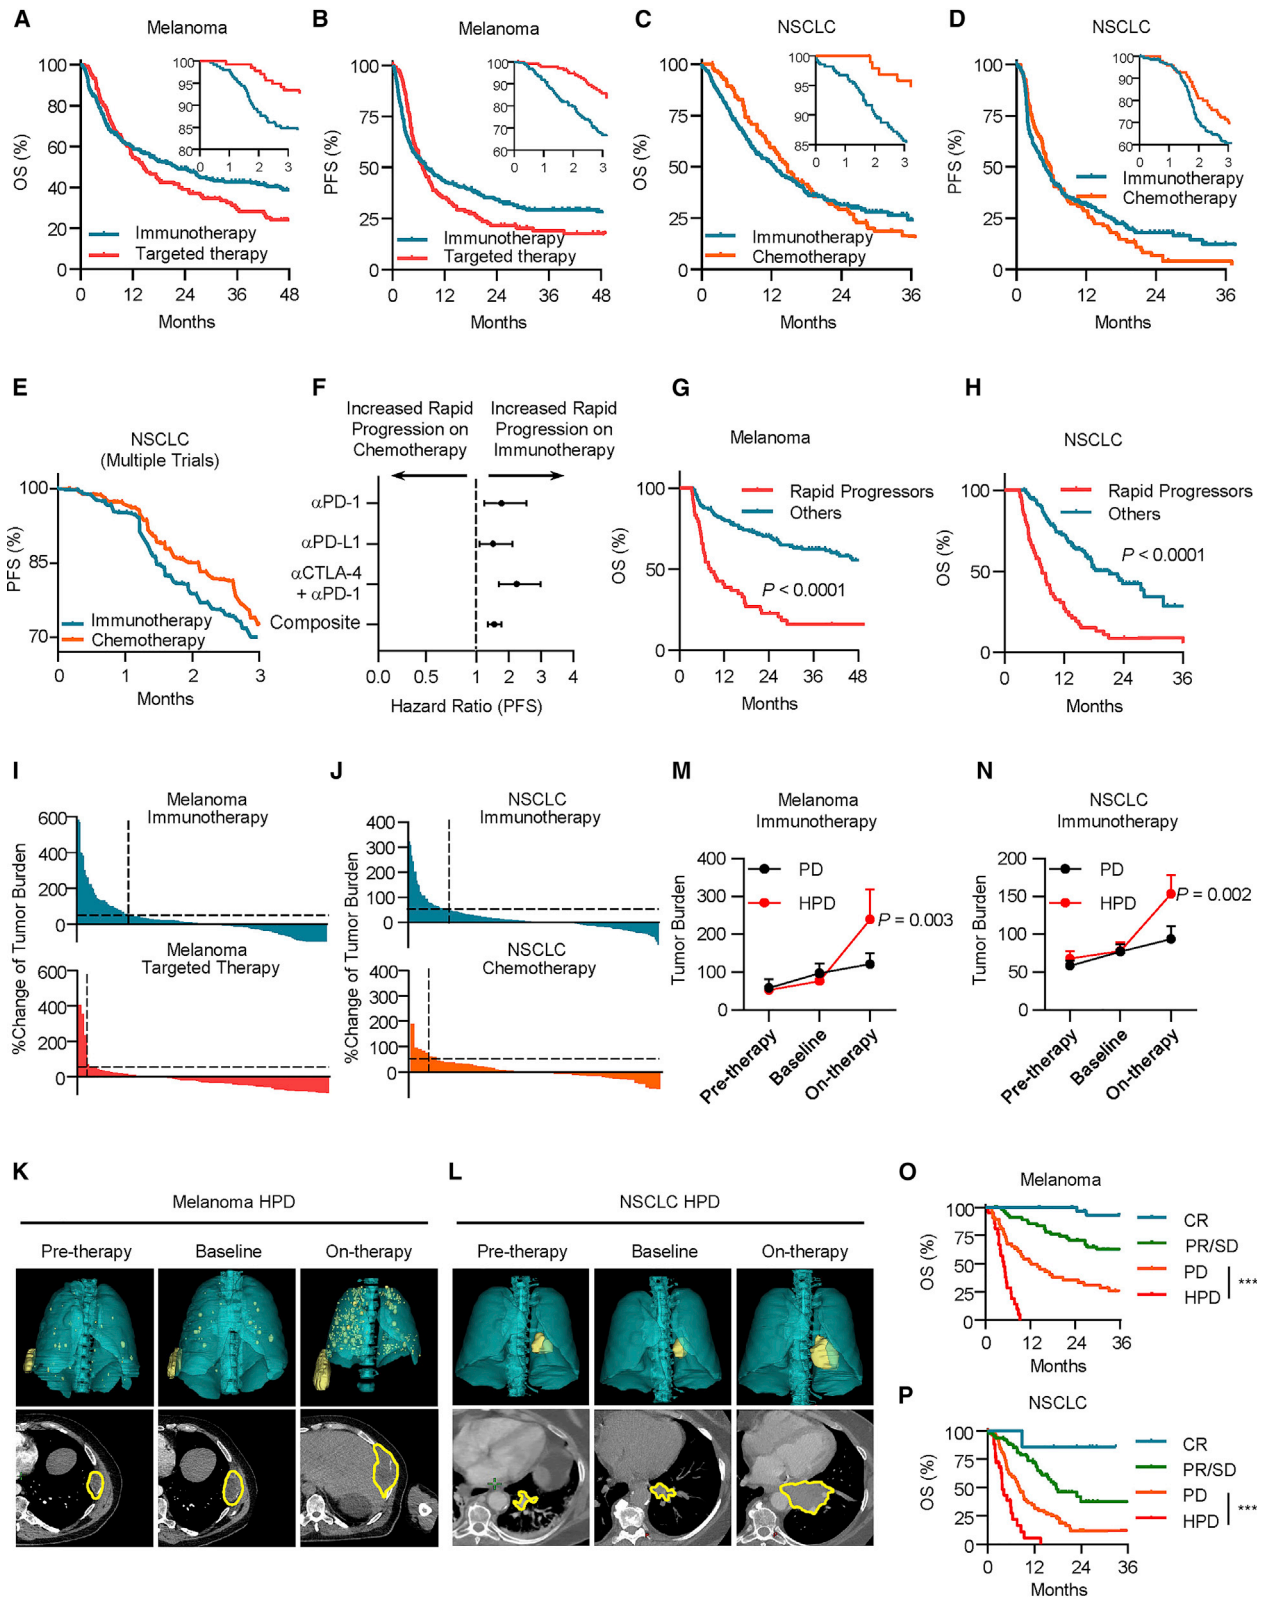 A
Melanoma
OS (%)
100
80
60
40
20
0
0 12 24 36 48
Months
100
95
90
85
80
0 1 2 3
Immunotherapy
Targeted therapy
B
Melanoma
PFS (%)
100
75
50
25
0
0 12 24 36 48
Months
100
90
80
70
60
0 1 2 3
Immunotherapy
Targeted therapy
C
NSCLC
OS (%)
100
75
50
25
0
0 12 24 36
Months
100
95
90
85
0 1 2 3
Immunotherapy
Chemotherapy
D
NSCLC
PFS (%)
100
75
50
25
0
0 12 24 36
Months
100
90
80
70
60
0 1 2 3
Immunotherapy
Chemotherapy
E
NSCLC
(Multiple Trials)
PFS (%)
100
85
70
0 1 2 3
Months
Immunotherapy
Chemotherapy
F
Increased Rapid
Progression on
Chemotherapy
Increased Rapid
Progression on
Immunotherapy
αPD-1
αPD-L1
αCTLA-4
+ αPD-1
Composite
0.0 0.5 1 2 3 4
Hazard Ratio (PFS)
G
Melanoma
OS (%)
100
50
0
0 12 24 36 48
Months
Rapid Progressors
Others
P < 0.0001
H
NSCLC
OS (%)
100
50
0
0 12 24 36
Months
Rapid Progressors
Others
P < 0.0001
I
Melanoma
Immunotherapy
%Change of Tumor Burden
600
400
200
0
Melanoma
Targeted Therapy
600
400
200
0
J
NSCLC
Immunotherapy
%Change of Tumor Burden
400
300
200
100
0
NSCLC
Chemotherapy
400
300
200
100
0
M
Melanoma
Immunotherapy
Tumor Burden
400
300
200
100
0
PD
HPD
P = 0.003
Pre-therapy
Baseline
On-therapy
N
NSCLC
Immunotherapy
Tumor Burden
200
150
100
50
0
PD
HPD
P = 0.002
Pre-therapy
Baseline
On-therapy
K
Melanoma HPD
Pre-therapy Baseline On-therapy
L
NSCLC HPD
Pre-therapy Baseline On-therapy
O
Melanoma
OS (%)
100
75
50
25
0
0 12 24 36
Months
CR
PR/SD
PD
HPD
***
P
NSCLC
OS (%)
100
75
50
25
0
0 12 24 36
Months
CR
PR/SD
PD
HPD
***